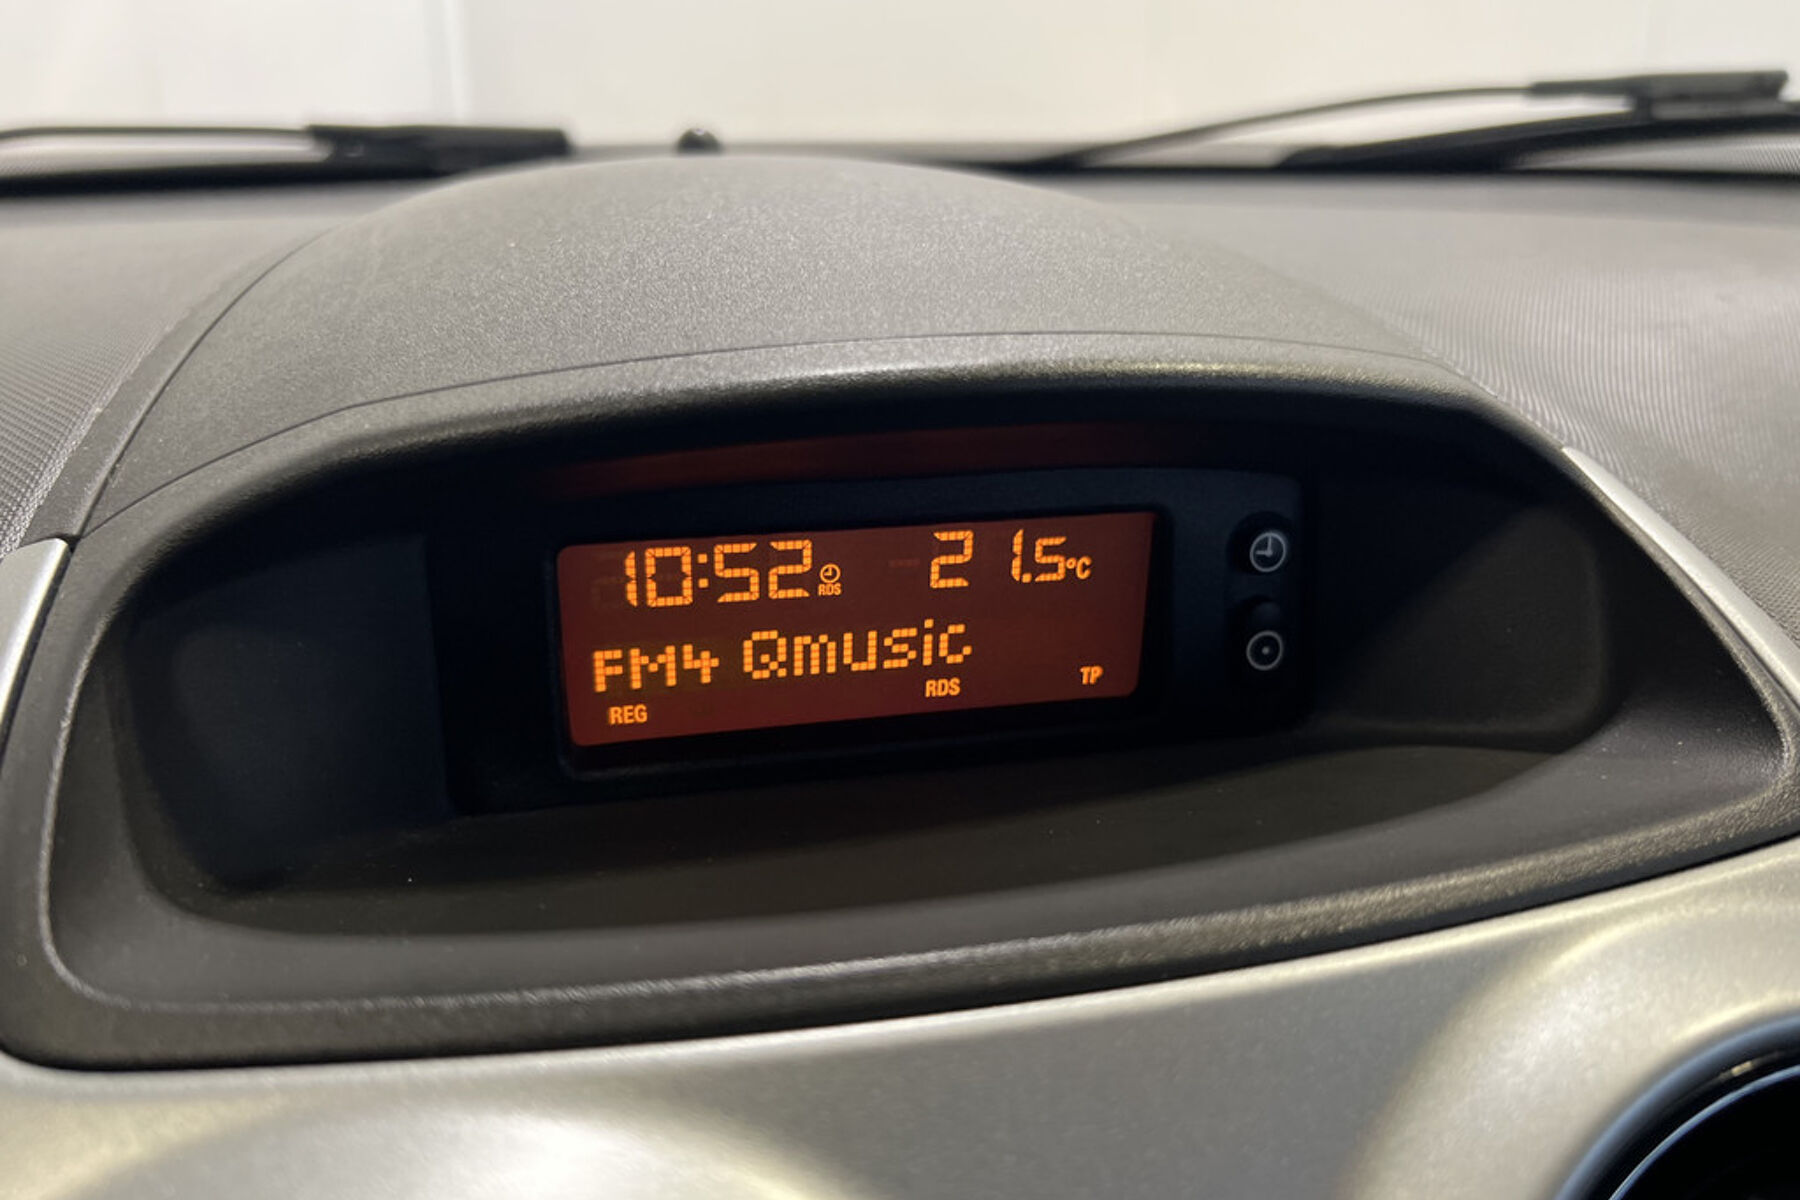 10:52 RDS 21.5°C
FM4 Qmusic
REG RDS TP